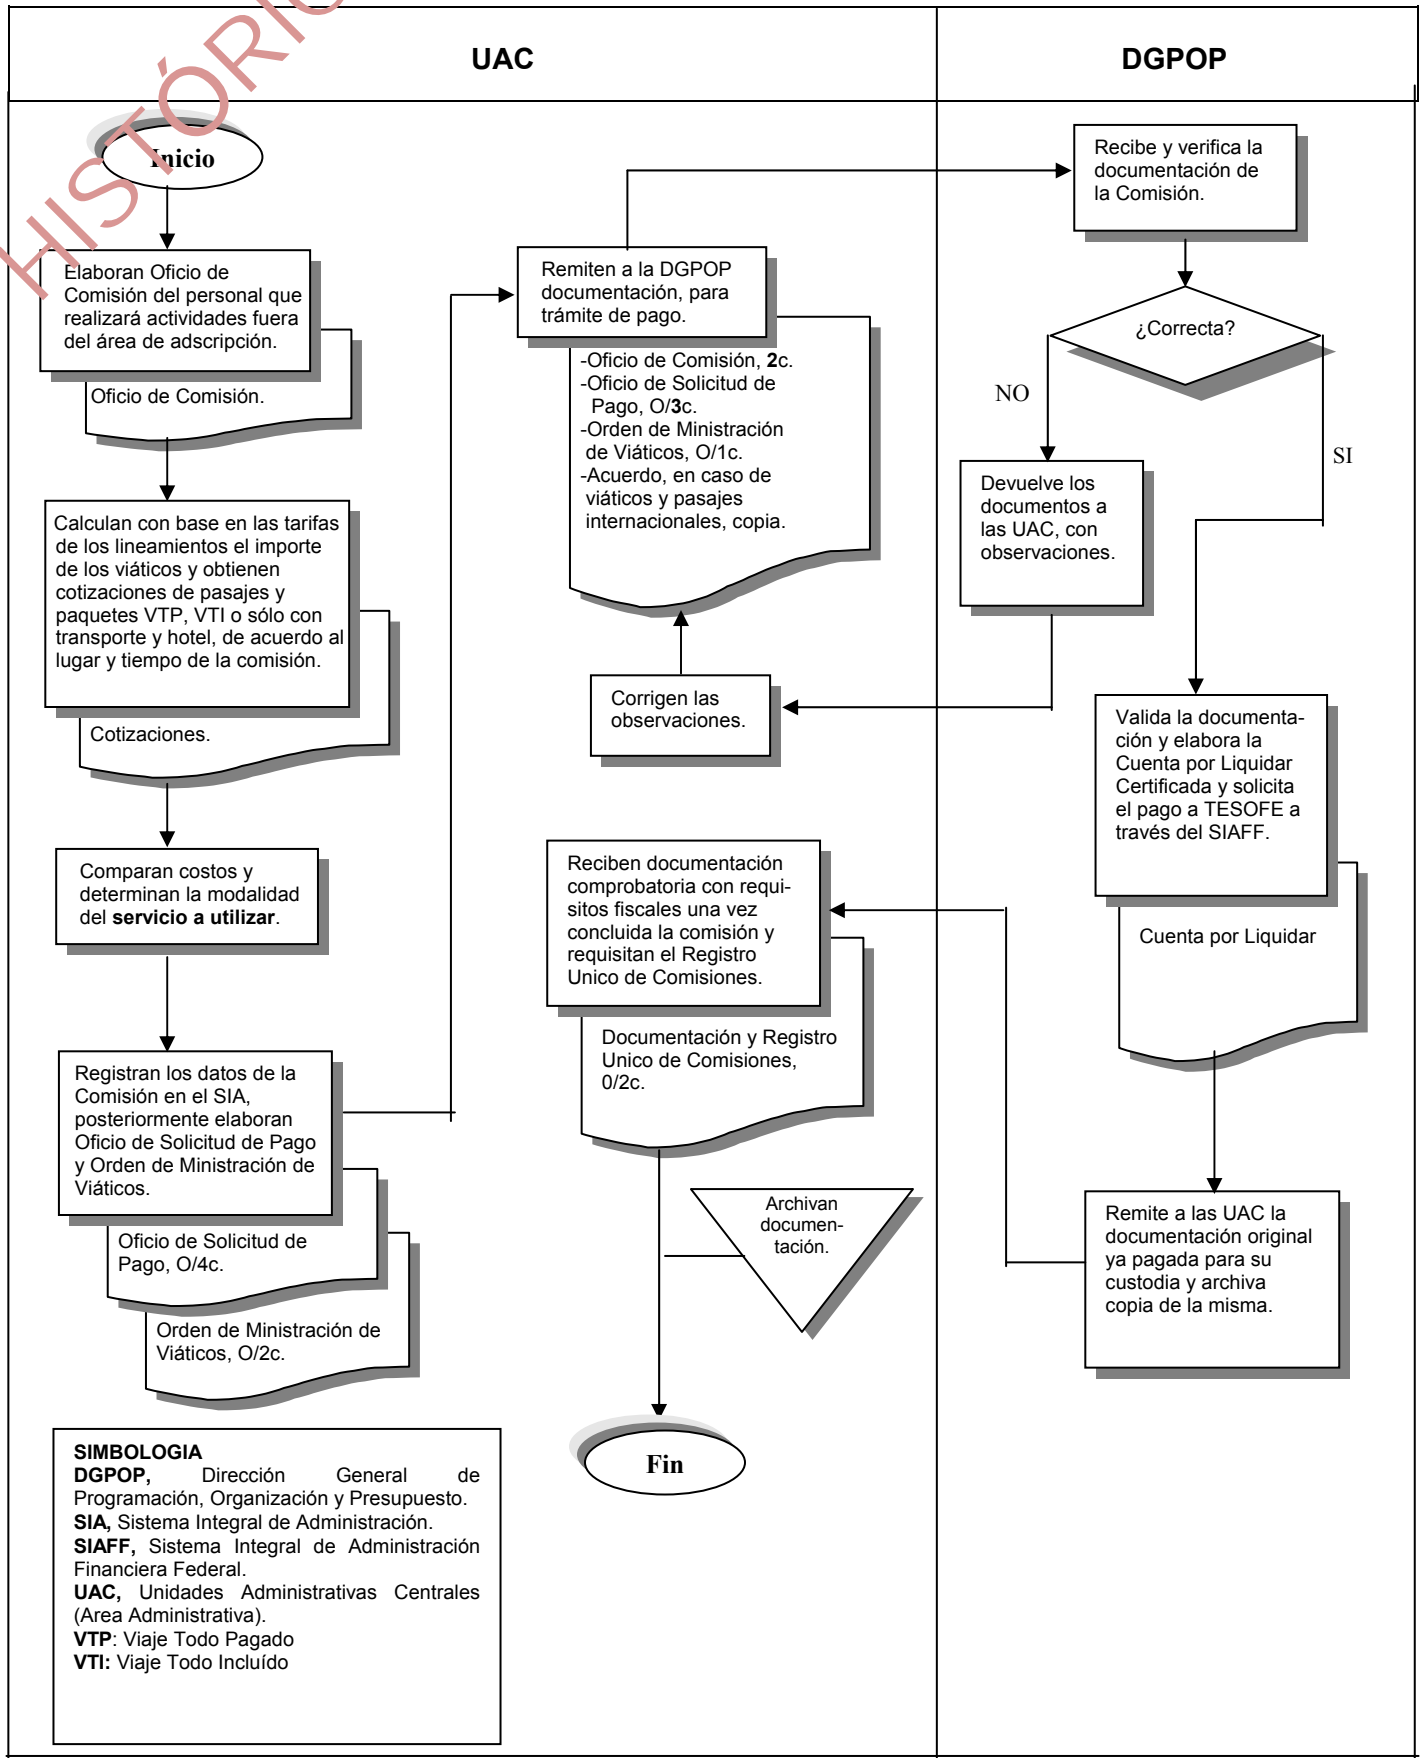 HISTÓRI
UAC
DGPOP
Inicio
Elaboran Oficio de
Comisión del personal que
realizará actividades fuera
del área de adscripción.
Oficio de Comisión.
Calculan con base en las tarifas
de los lineamientos el importe
de los viáticos y obtienen
cotizaciones de pasajes y
paquetes VTP, VTI o sólo con
transporte y hotel, de acuerdo al
lugar y tiempo de la comisión.
Cotizaciones.
Comparan costos y
determinan la modalidad
del servicio a utilizar.
Registran los datos de la
Comisión en el SIA,
posteriormente elaboran
Oficio de Solicitud de Pago
y Orden de Ministración de
Viáticos.
Oficio de Solicitud de
Pago, O/4c.
Orden de Ministración de
Viáticos, O/2c.
Remiten a la DGPOP
documentación, para
trámite de pago.
-Oficio de Comisión, 2c.
-Oficio de Solicitud de
Pago, O/3c.
-Orden de Ministración
de Viáticos, O/1c.
-Acuerdo, en caso de
viáticos y pasajes
internacionales, copia.
Recibe y verifica la
documentación de
la Comisión.
¿Correcta?
NO
SI
Devuelve los
documentos a
las UAC, con
observaciones.
Corrigen las
observaciones.
Valida la documenta-
ción y elabora la
Cuenta por Liquidar
Certificada y solicita
el pago a TESOFE a
través del SIAFF.
Cuenta por Liquidar
Remite a las UAC la
documentación original
ya pagada para su
custodia y archiva
copia de la misma.
Reciben documentación
comprobatoria con requi-
sitos fiscales una vez
concluida la comisión y
requisitan el Registro
Unico de Comisiones.
Documentación y Registro
Unico de Comisiones,
0/2c.
Archivan
documen-
tación.
Fin
SIMBOLOGIA
DGPOP, Dirección General de
Programación, Organización y Presupuesto.
SIA, Sistema Integral de Administración.
SIAFF, Sistema Integral de Administración
Financiera Federal.
UAC, Unidades Administrativas Centrales
(Area Administrativa).
VTP: Viaje Todo Pagado
VTI: Viaje Todo Incluído